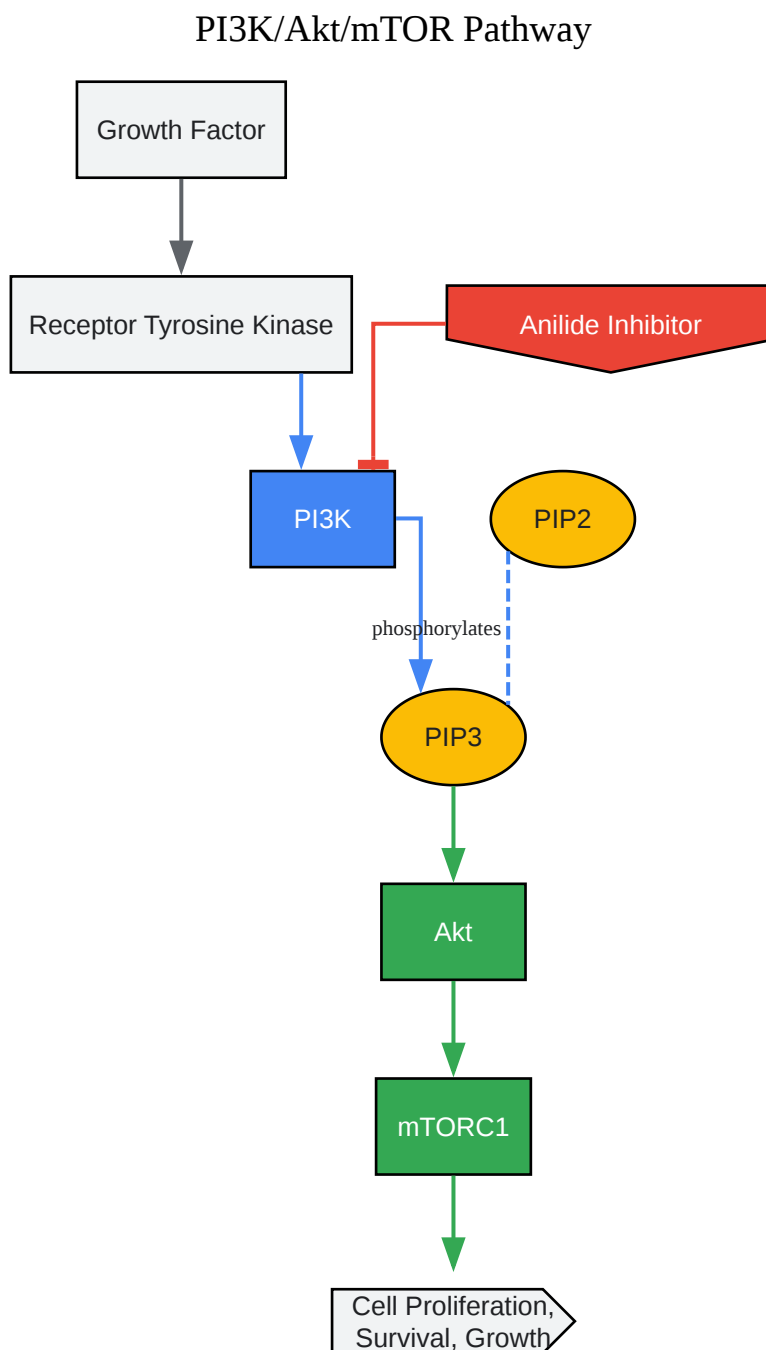 PI3K/Akt/mTOR Pathway
Growth Factor
Receptor Tyrosine Kinase
Anilide Inhibitor
PI3K
PIP2
phosphorylates
PIP3
Akt
mTORC1
Cell Proliferation,
Survival, Growth